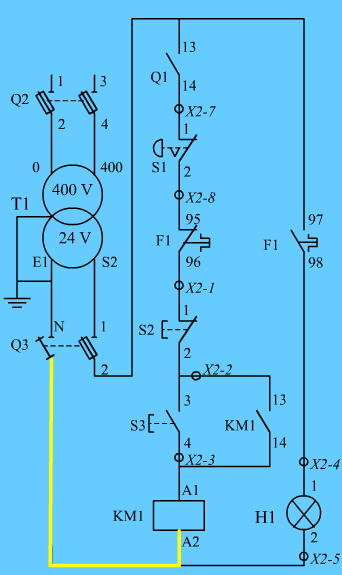 13
Q1
14
X2-7
1 3
Q2
2 4
1
S1
2
X2-8
0 400
400 V
T1
24 V
E1 S2
95
F1
96
97
F1
98
X2-1
N 1
Q3
2
1
S2
2
X2-2
3
S3
4
13
KM1
14
X2-3
X2-4
A1
KM1
A2
1
H1
2
X2-5